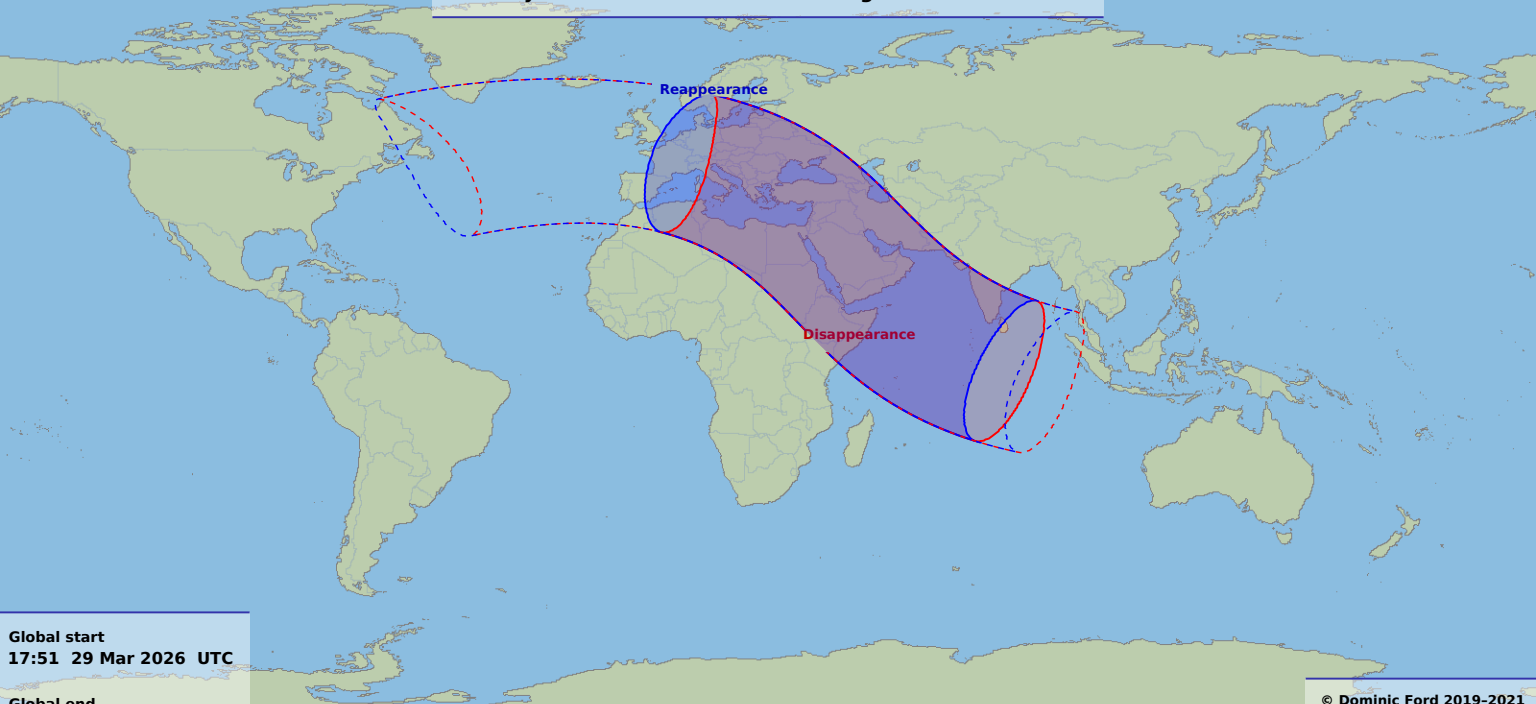 Reappearance
Disappearance
Global start
17:51 29 Mar 2026 UTC
Global end
© Dominic Ford 2019–2021